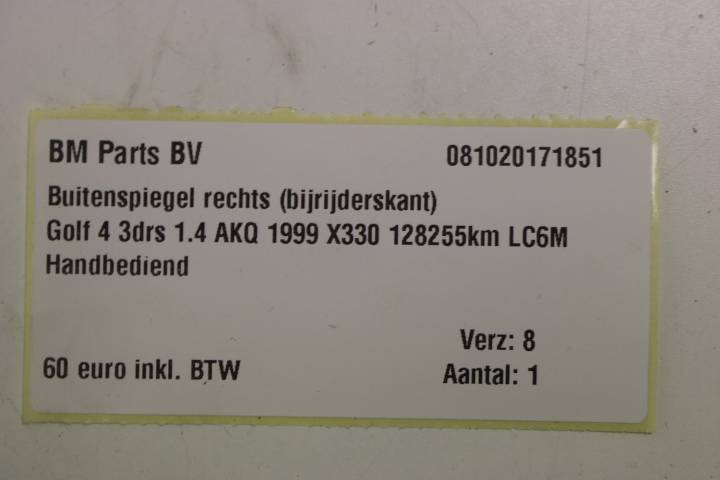 BM Parts BV 081020171851
Buitenspiegel rechts (bijrijderskant)
Golf 4 3drs 1.4 AKQ 1999 X330 128255km LC6M
Handbediend
Verz: 8
60 euro inkl. BTW Aantal: 1